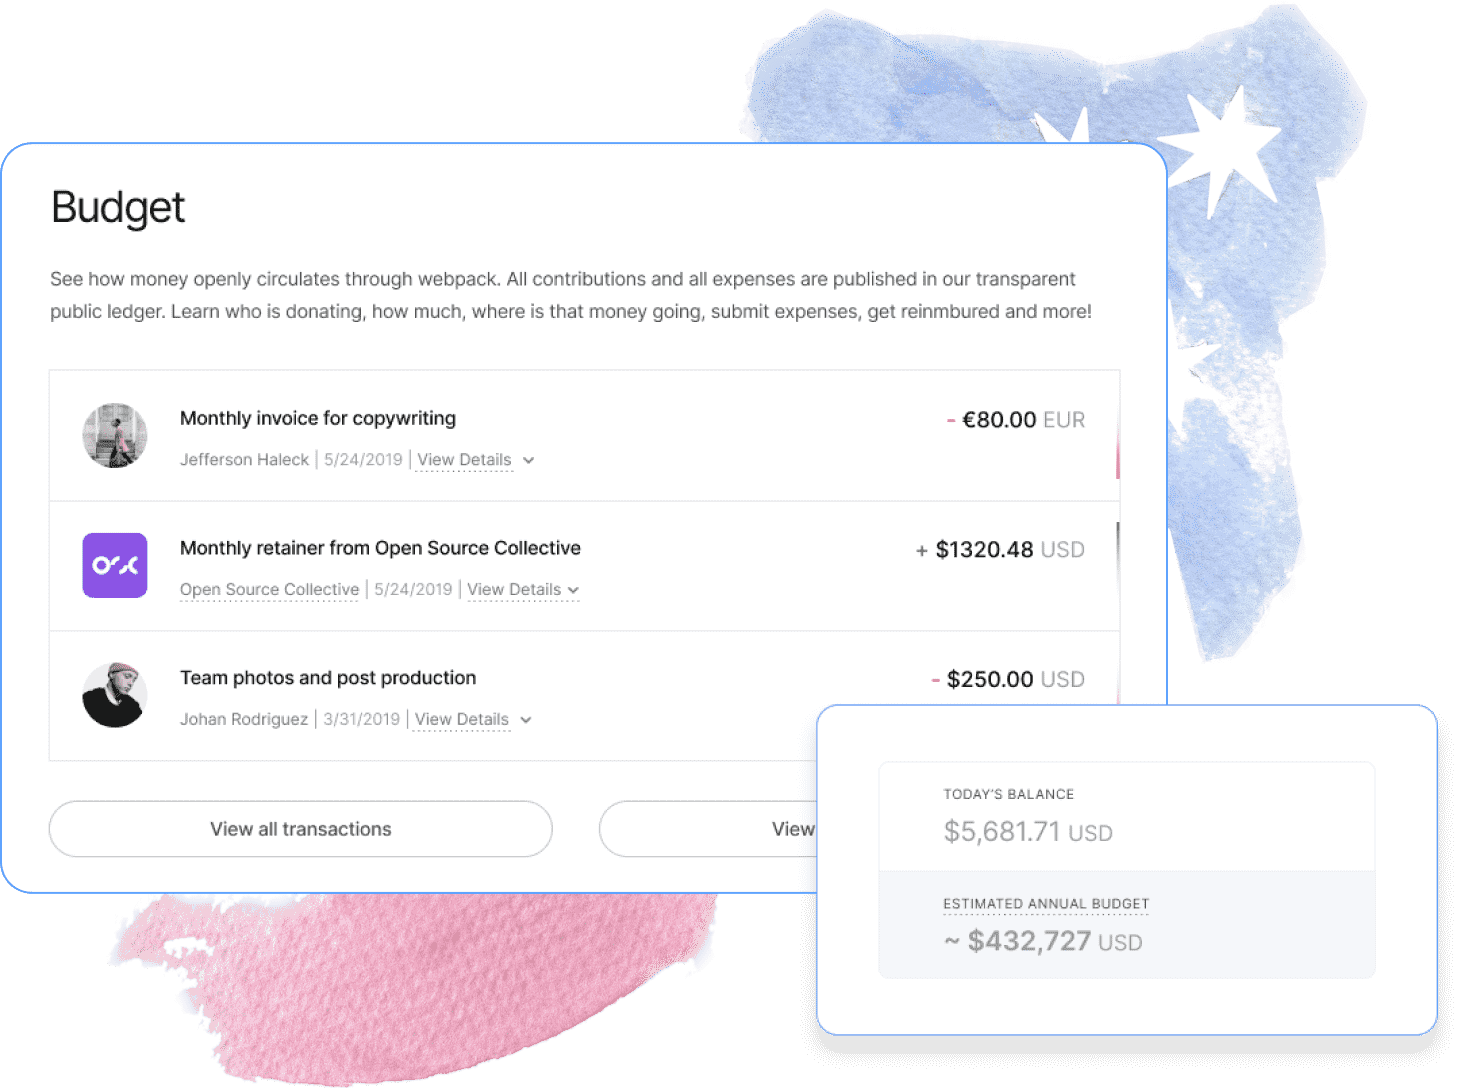 Budget
See how money openly circulates through webpack. All contributions and all expenses are published in our transparent
public ledger. Learn who is donating, how much, where is that money going, submit expenses, get reinmbured and more!
Monthly invoice for copywriting
- €80.00 EUR
Jefferson Haleck | 5/24/2019 | View Details
Monthly retainer from Open Source Collective
+ $1320.48 USD
Open Source Collective | 5/24/2019 | View Details
Team photos and post production
- $250.00 USD
Johan Rodriguez | 3/31/2019 | View Details
View all transactions
View
TODAY'S BALANCE
$5,681.71 USD
ESTIMATED ANNUAL BUDGET
~ $432,727 USD